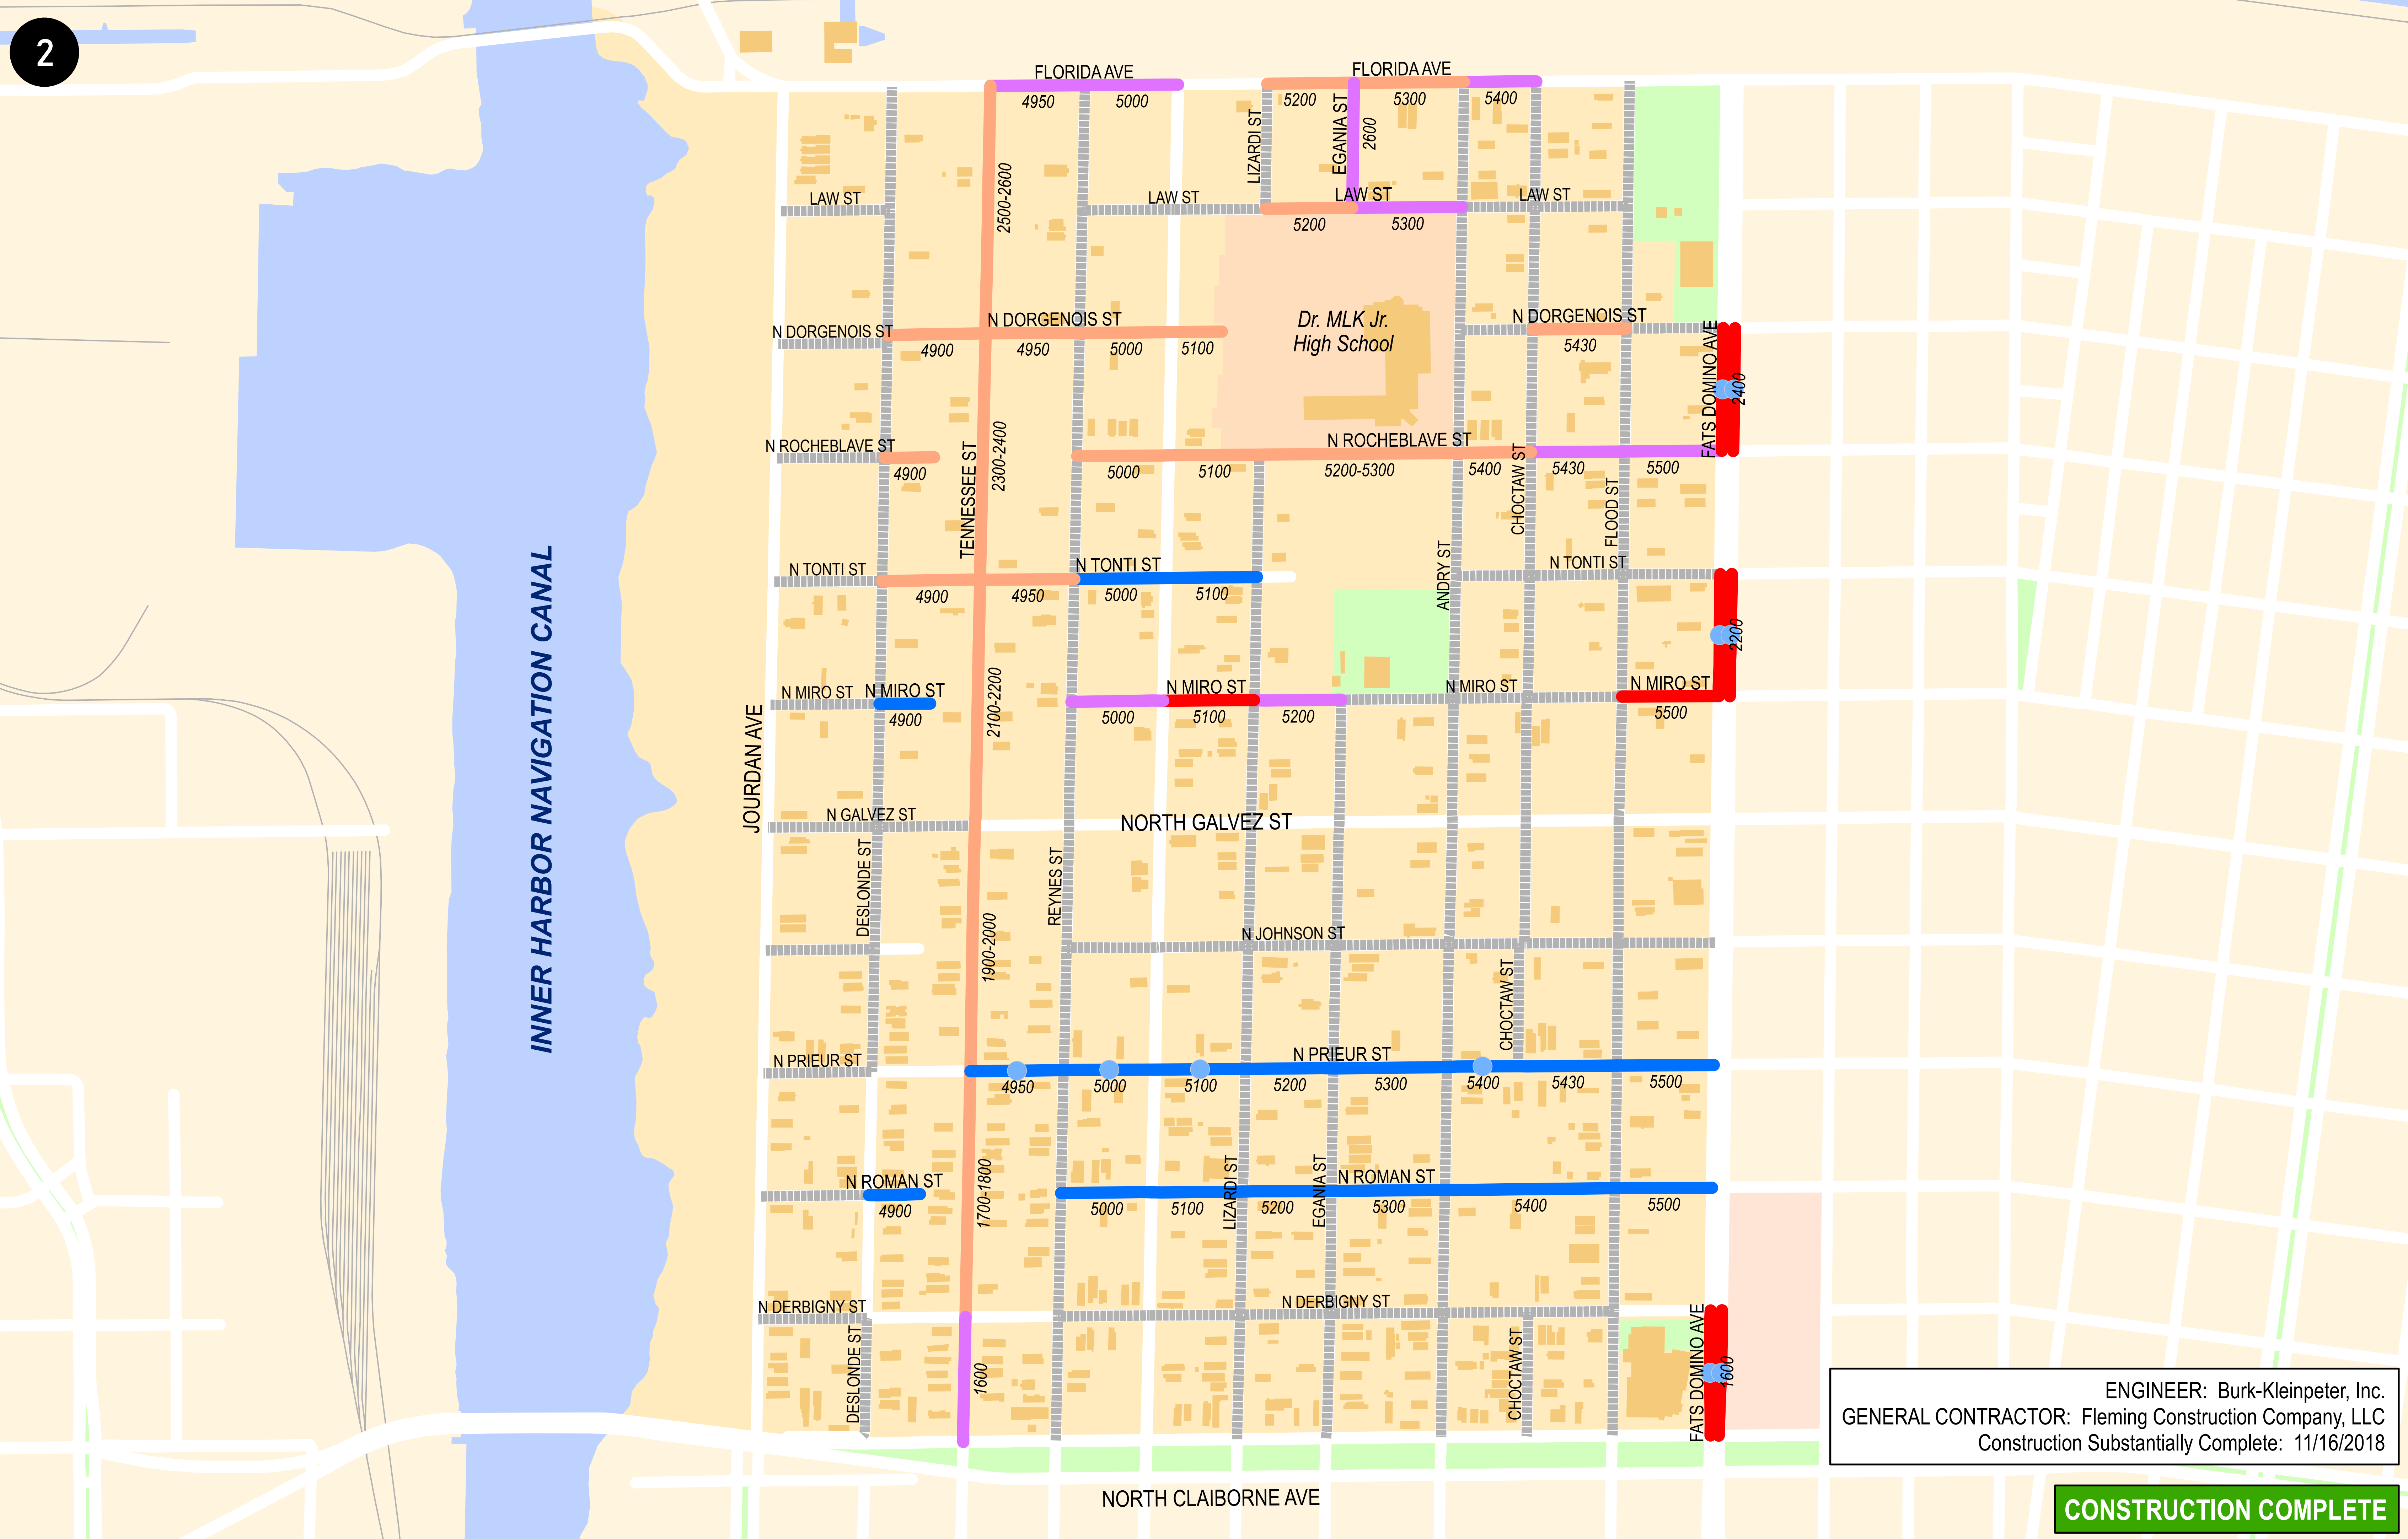 2
FLORIDA AVE
FLORIDA AVE
4950
5000
5200
5300
5400
LIZARDI ST
EGANIA ST
2600
2500-2600
LAW ST
LAW ST
LAW ST
LAW ST
5200
5300
Dr. MLK Jr.
High School
N DORGENOIS ST
N DORGENOIS ST
N DORGENOIS ST
4900
4950
5000
5100
5430
FATS DOMINO AVE
2400
N ROCHEBLAVE ST
N ROCHEBLAVE ST
4900
TENNESSEE ST
2300-2400
5000
5100
5200-5300
5400
5430
5500
CHOCTAW ST
FLOOD ST
ANDRY ST
N TONTI ST
N TONTI ST
N TONTI ST
4900
4950
5000
5100
2200
INNER HARBOR NAVIGATION CANAL
JOURDAN AVE
N MIRO ST
N MIRO ST
N MIRO ST
N MIRO ST
N MIRO ST
4900
2100-2200
5000
5100
5200
5500
N GALVEZ ST
NORTH GALVEZ ST
DESLONDE ST
REYNES ST
1900-2000
N JOHNSON ST
CHOCTAW ST
N PRIEUR ST
N PRIEUR ST
4950
5000
5100
5200
5300
5400
5430
5500
N ROMAN ST
N ROMAN ST
4900
1700-1800
5000
5100
LIZARDI ST
5200
EGANIA ST
5300
5400
5500
N DERBIGNY ST
N DERBIGNY ST
DESLONDE ST
1600
CHOCTAW ST
FATS DOMINO AVE
1600
ENGINEER: Burk-Kleinpeter, Inc.
GENERAL CONTRACTOR: Fleming Construction Company, LLC
Construction Substantially Complete: 11/16/2018
NORTH CLAIBORNE AVE
CONSTRUCTION COMPLETE